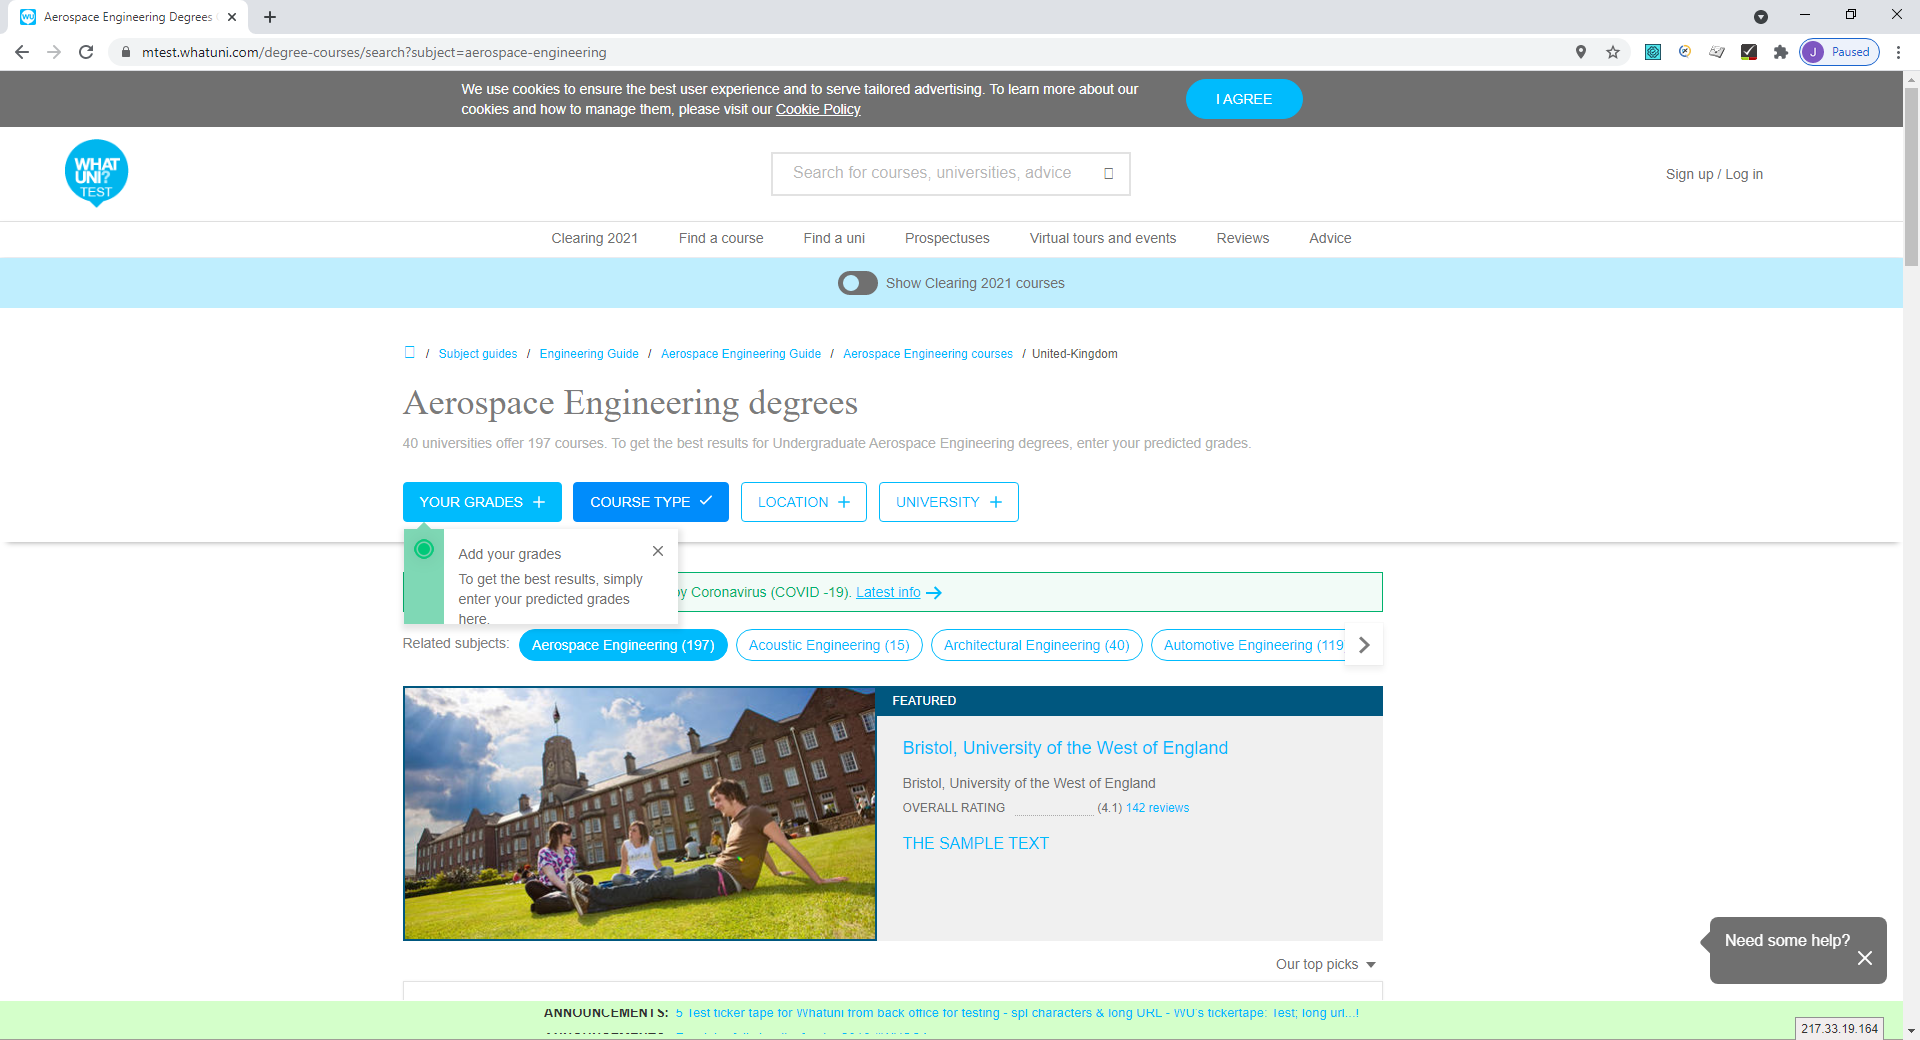 Aerospace Engineering Degrees
mtest.whatuni.com/degree-courses/search?subject=aerospace-engineering
J Paused
We use cookies to ensure the best user experience and to serve tailored advertising. To learn more about our
cookies and how to manage them, please visit our Cookie Policy
I AGREE
WHAT
UNI?
TEST
Search for courses, universities, advice
Sign up / Log in
Clearing 2021 Find a course Find a uni Prospectuses Virtual tours and events Reviews Advice
Show Clearing 2021 courses
/ Subject guides / Engineering Guide / Aerospace Engineering Guide / Aerospace Engineering courses / United-Kingdom
Aerospace Engineering degrees
40 universities offer 197 courses. To get the best results for Undergraduate Aerospace Engineering degrees, enter your predicted grades.
YOUR GRADES + COURSE TYPE LOCATION + UNIVERSITY +
Add your grades
To get the best results, simply
enter your predicted grades
here.
by Coronavirus (COVID -19). Latest info
Related subjects: Aerospace Engineering (197) Acoustic Engineering (15) Architectural Engineering (40) Automotive Engineering (119
FEATURED
Bristol, University of the West of England
Bristol, University of the West of England
OVERALL RATING (4.1) 142 reviews
THE SAMPLE TEXT
Need some help?
Our top picks
ANNOUNCEMENTS: 5 Test ticker tape for Whatuni from back office for testing - spl characters & long URL - WU's tickertape: Test; long url...!
217.33.19.164